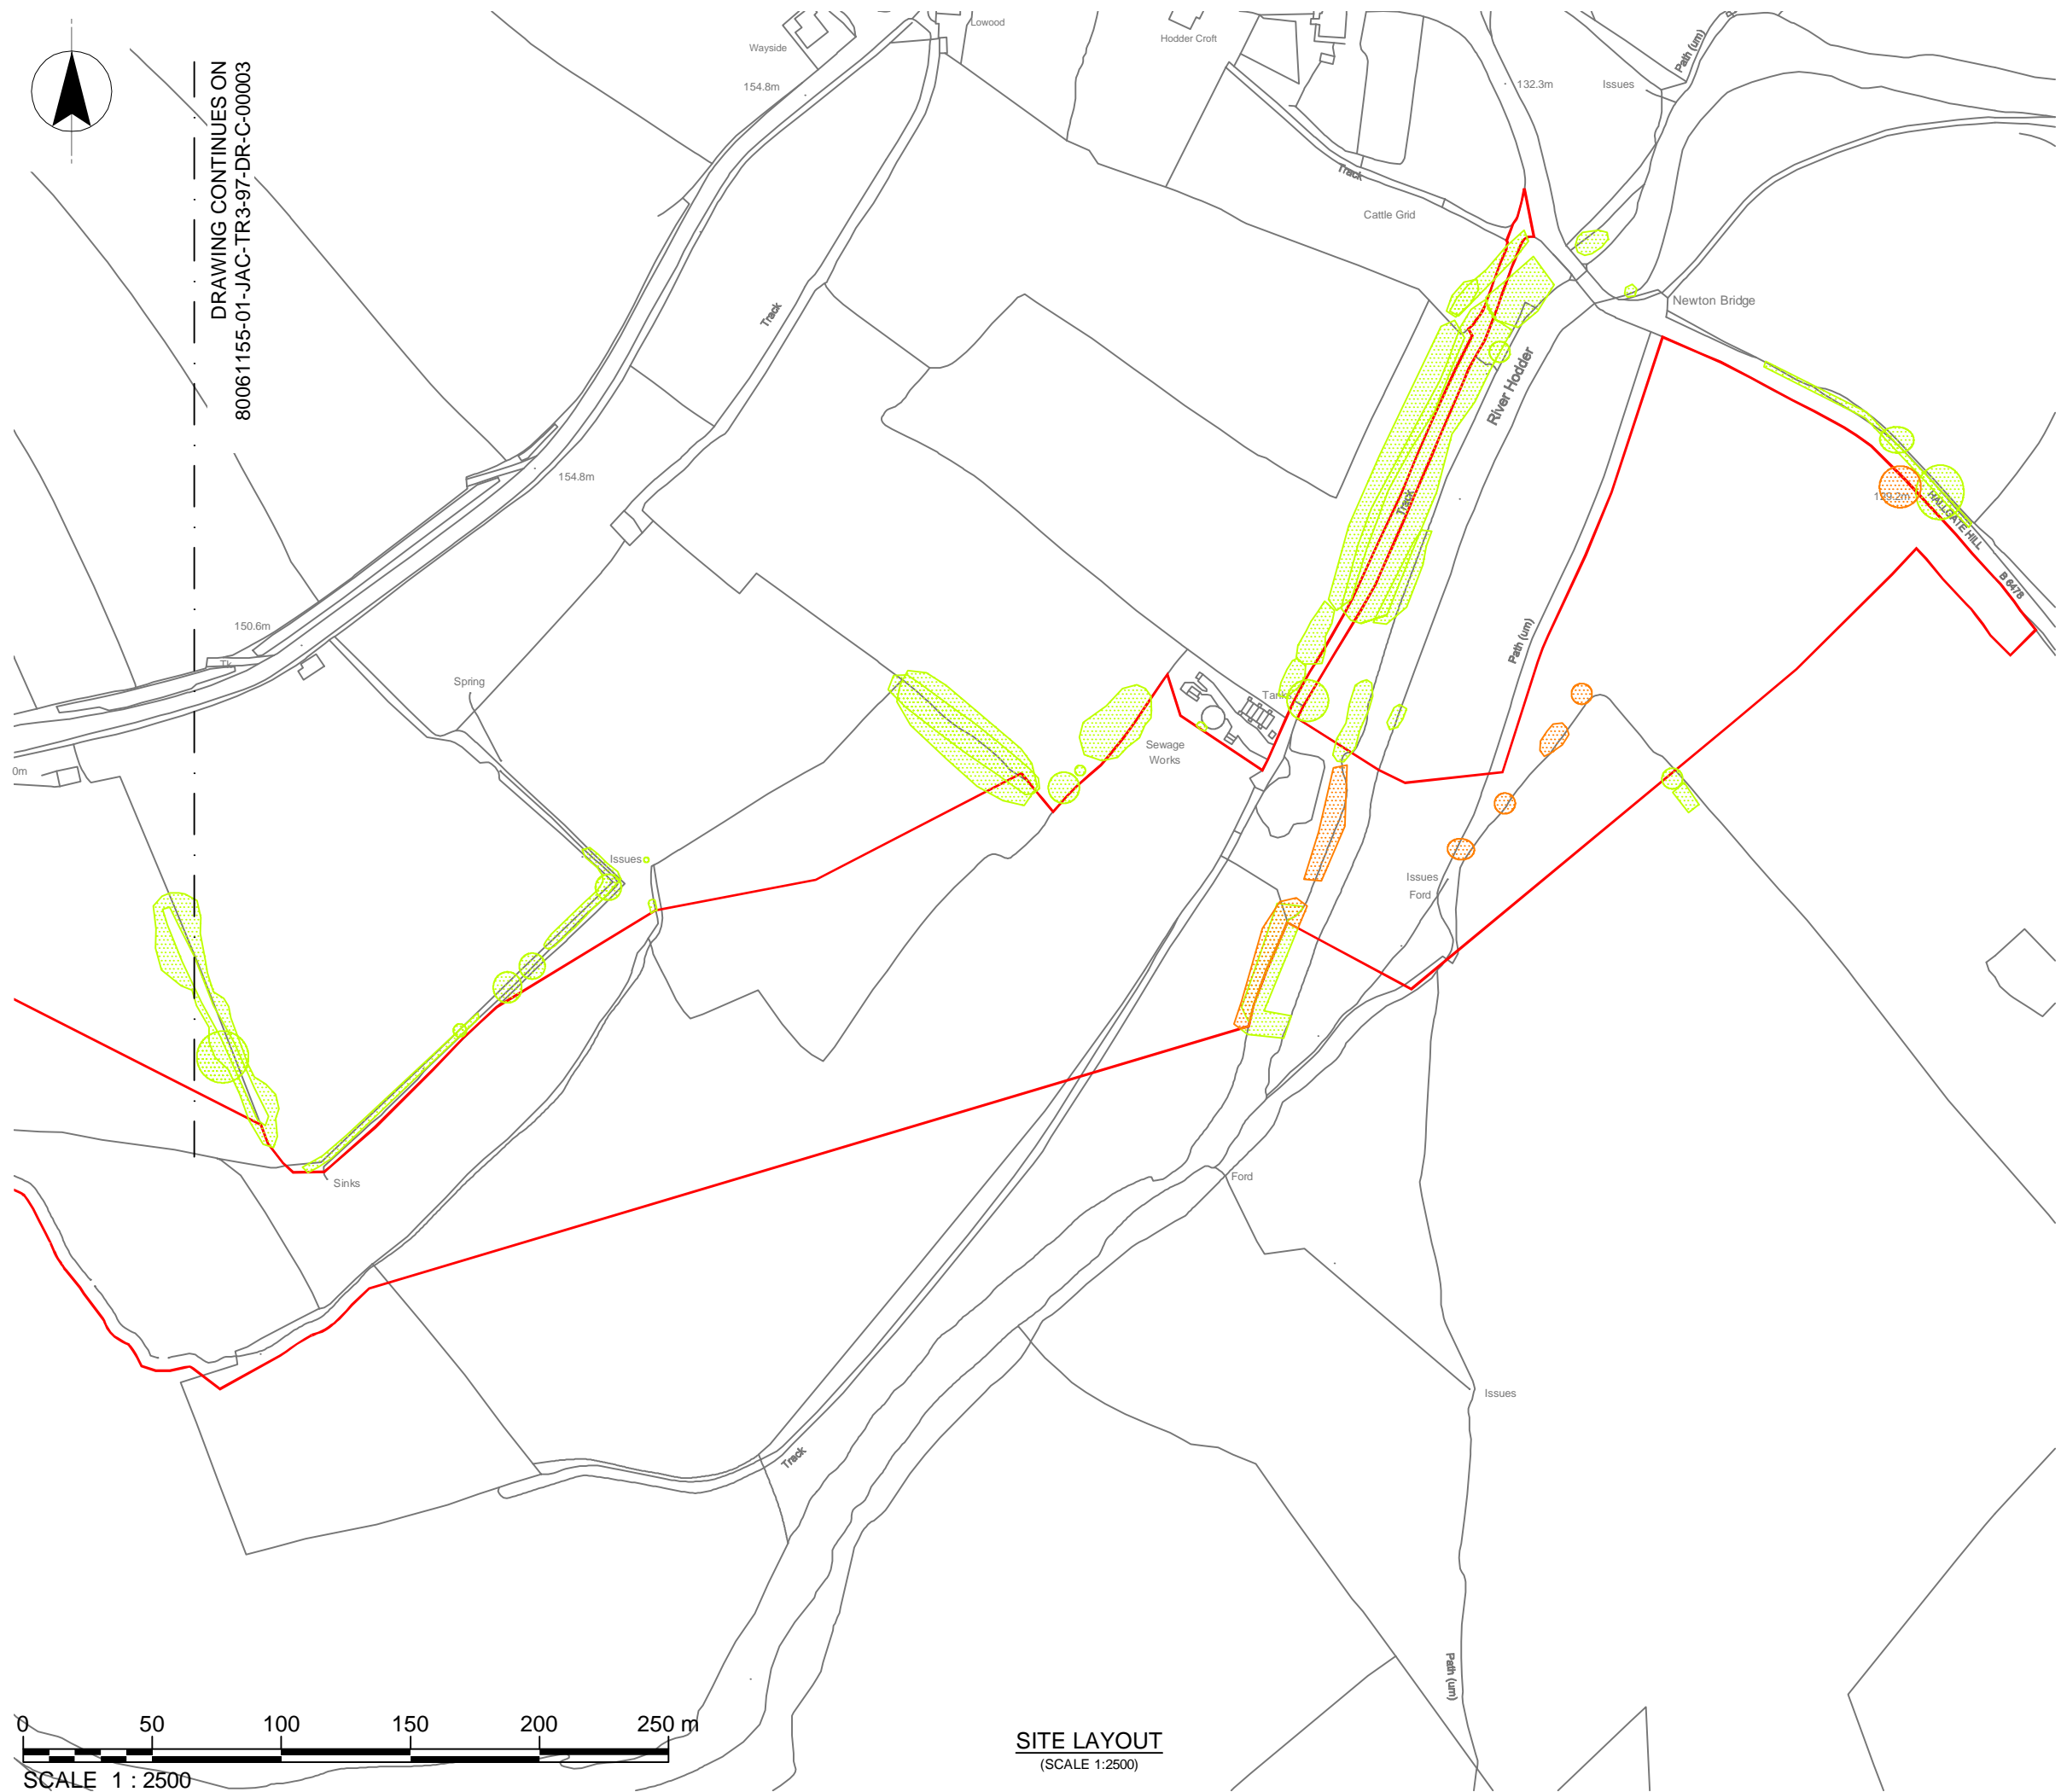 DRAWING CONTINUES ON
80061155-01-JAC-TR3-97-DR-C-00003
Wayside
Lowood
Hodder Croft
154.8m
132.3m
Issues
Path (um)
Track
Cattle Grid
Newton Bridge
Track
River Hodder
154.8m
Track
139.2m
HALLGATE HILL
B 6478
150.6m
Tk
Spring
Path (um)
Tanks
Sewage
Works
0m
Issues
Issues
Ford
Sinks
Ford
Issues
Track
Path (um)
0 50 100 150 200 250 m
SCALE 1 : 2500
SITE LAYOUT
(SCALE 1:2500)